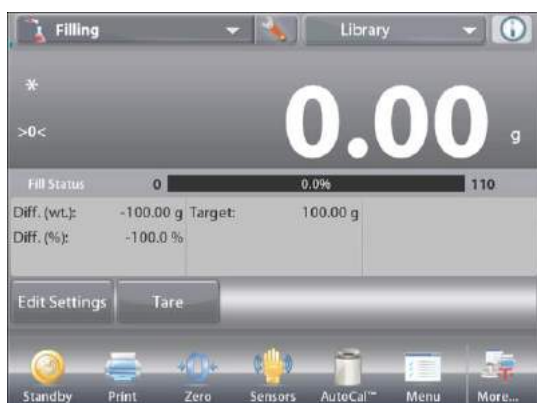 Filling Library
*
>0<
0.00 g
Fill Status 0 0.0% 110
Diff. (wt.): -100.00 g Target: 100.00 g
Diff. (%): -100.0 %
Edit Settings Tare
Standby Print Zero Sensors AutoCal™ Menu More...